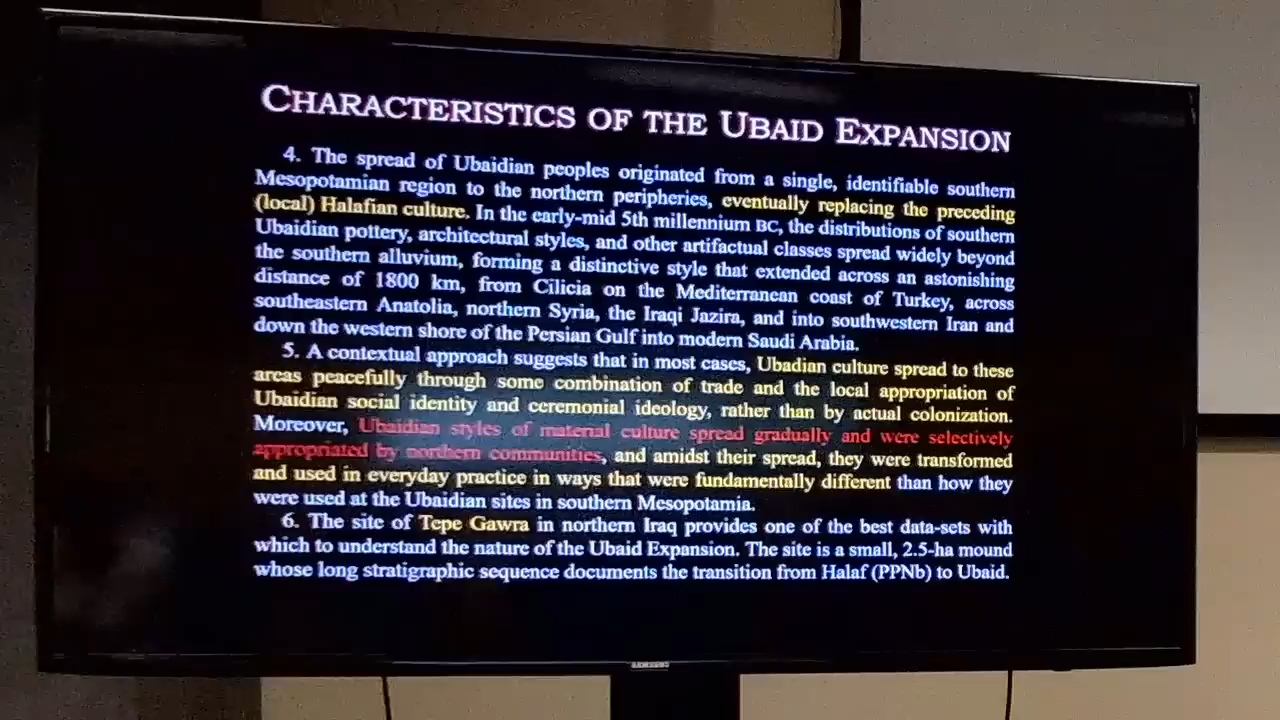 CHARACTERISTICS OF THE UBAID EXPANSION
4. The spread of Ubaidian peoples originated from a single, identifiable southern
Mesopotamian region to the northern peripheries, eventually replacing the preceding
(local) Halafian culture. In the early-mid 5th millennium BC, the distributions of southern
Ubaidian pottery, architectural styles, and other artifactual classes spread widely beyond
the southern alluvium, forming a distinctive style that extended across an astonishing
distance of 1800 km, from Cilicia on the Mediterranean coast of Turkey, across
southeastern Anatolia, northern Syria, the Iraqi Jazira, and into southwestern Iran and
down the western shore of the Persian Gulf into modern Saudi Arabia.
5. A contextual approach suggests that in most cases, Ubadian culture spread to these
areas peacefully through some combination of trade and the local appropriation of
Ubaidian social identity and ceremonial ideology, rather than by actual colonization.
Moreover, Ubaidian styles of material culture spread gradually and were selectively
appropriated by northern communities, and amidst their spread, they were transformed
and used in everyday practice in ways that were fundamentally different than how they
were used at the Ubaidian sites in southern Mesopotamia.
6. The site of Tepe Gawra in northern Iraq provides one of the best data-sets with
which to understand the nature of the Ubaid Expansion. The site is a small, 2.5-ha mound
whose long stratigraphic sequence documents the transition from Halaf (PPNb) to Ubaid.
SAMSUNG